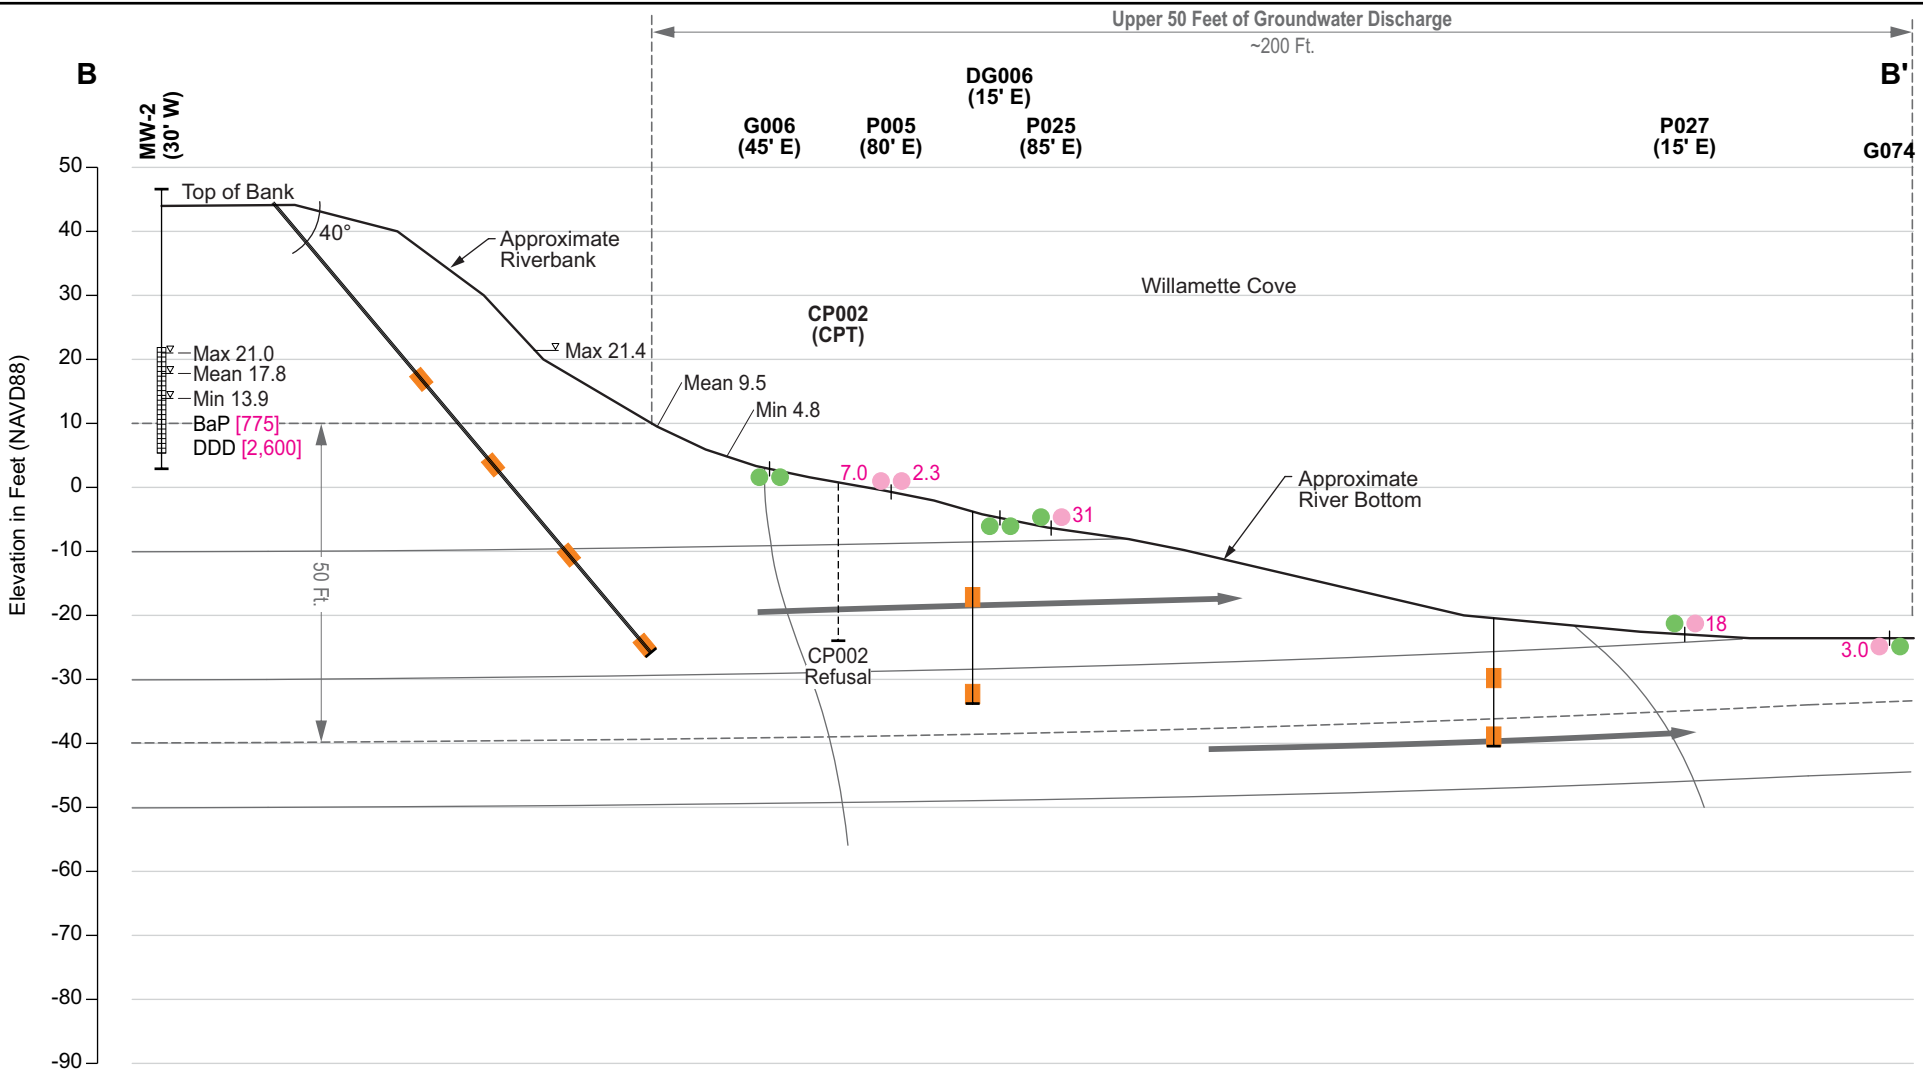 Upper 50 Feet of Groundwater Discharge
~200 Ft.
B
B'
MW-2
(30' W)
DG006
(15' E)
G006
(45' E)
P005
(80' E)
P025
(85' E)
P027
(15' E)
G074
50
40
30
20
10
0
-10
-20
-30
-40
-50
-60
-70
-80
-90
Elevation in Feet (NAVD88)
Top of Bank
40°
Approximate
Riverbank
Willamette Cove
CP002
(CPT)
Max 21.0
Mean 17.8
Min 13.9
BaP [775]
DDD [2,600]
Max 21.4
Mean 9.5
Min 4.8
7.0
2.3
31
Approximate
River Bottom
50 Ft.
CP002
Refusal
18
3.0